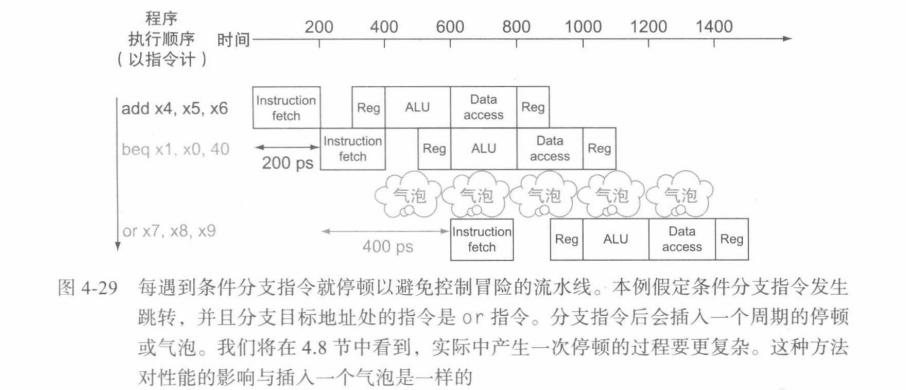 程序
执行顺序 时间
(以指令计)
200 400 600 800 1000 1200 1400
add x4, x5, x6 Instruction fetch Reg ALU Data access Reg
beq x1, x0, 40 200 ps Instruction fetch Reg ALU Data access Reg
气泡 气泡 气泡 气泡 气泡
or x7, x8, x9 400 ps Instruction fetch Reg ALU Data access Reg
图 4-29 每遇到条件分支指令就停顿以避免控制冒险的流水线。本例假定条件分支指令发生
跳转，并且分支目标地址处的指令是 or 指令。分支指令后会插入一个周期的停顿
或气泡。我们将在 4.8 节中看到，实际中产生一次停顿的过程要更复杂。这种方法
对性能的影响与插入一个气泡是一样的